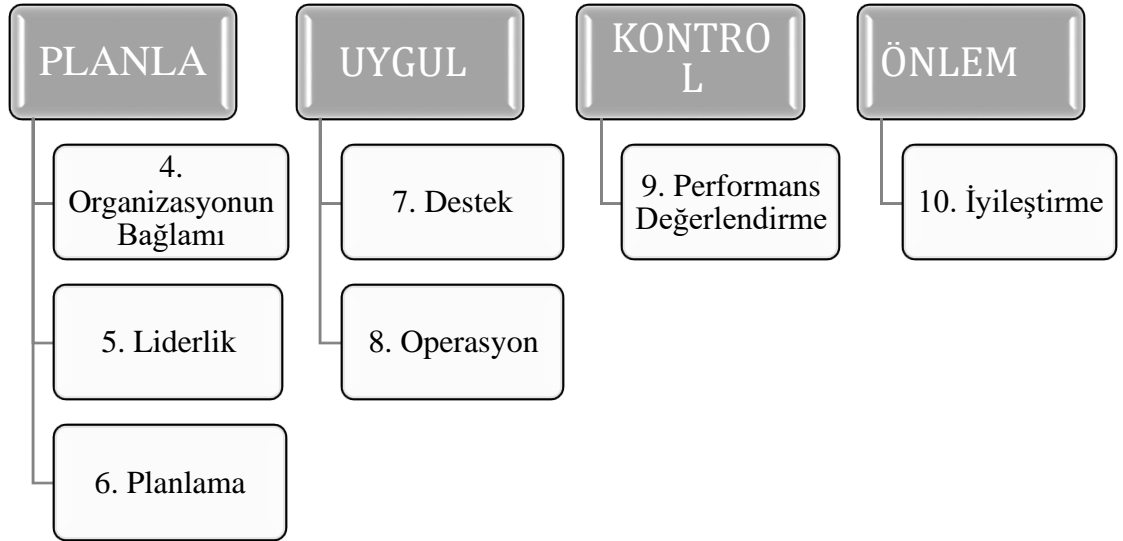 PLANLA
4.
Organizasyonun
Bağlamı
5. Liderlik
6. Planlama
UYGUL
7. Destek
8. Operasyon
KONTRO
L
9. Performans
Değerlendirme
ÖNLEM
10. İyileştirme